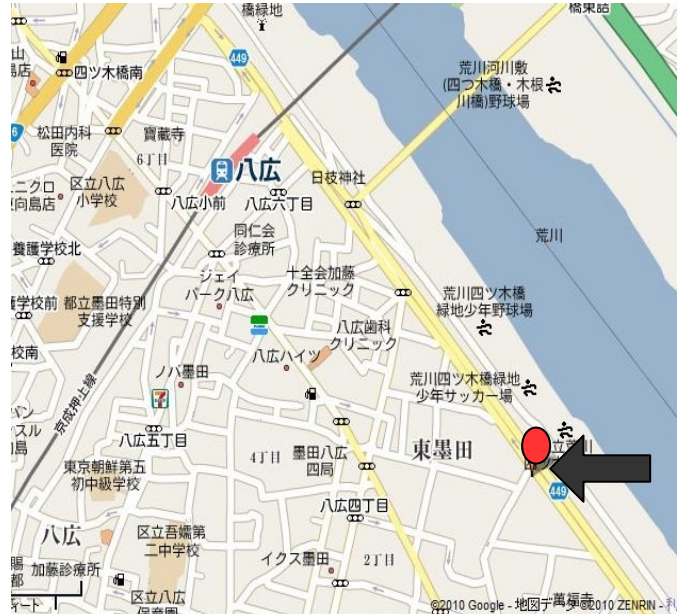 橋緑地
橋東詰
449
四ツ木橋南
荒川河川敷
(四つ木橋・木根
川橋)野球場
松田内科
医院
寶蔵寺
6
6丁目
八広
日枝神社
区立八広
小学校
八広小前
八広六丁目
同仁会
診療所
荒川
養護学校北
ジェイ
パーク八広
十全会加藤
クリニック
荒川四ツ木橋
緑地少年野球場
都立墨田特別
支援学校
八広歯科
クリニック
八広ハイツ
校南
ノバ墨田
荒川四ツ木橋緑地
少年サッカー場
京成押上線
八広五丁目
東墨田
4丁目
墨田八広
四局
東京朝鮮第五
初中級学校
449
八広四丁目
八広
区立吾嬬第
二中学校
イクス墨田
2丁目
加藤診療所
区立八広
保育園
萬福寺
©2010 Google - 地図データ ©2010 ZENRIN -